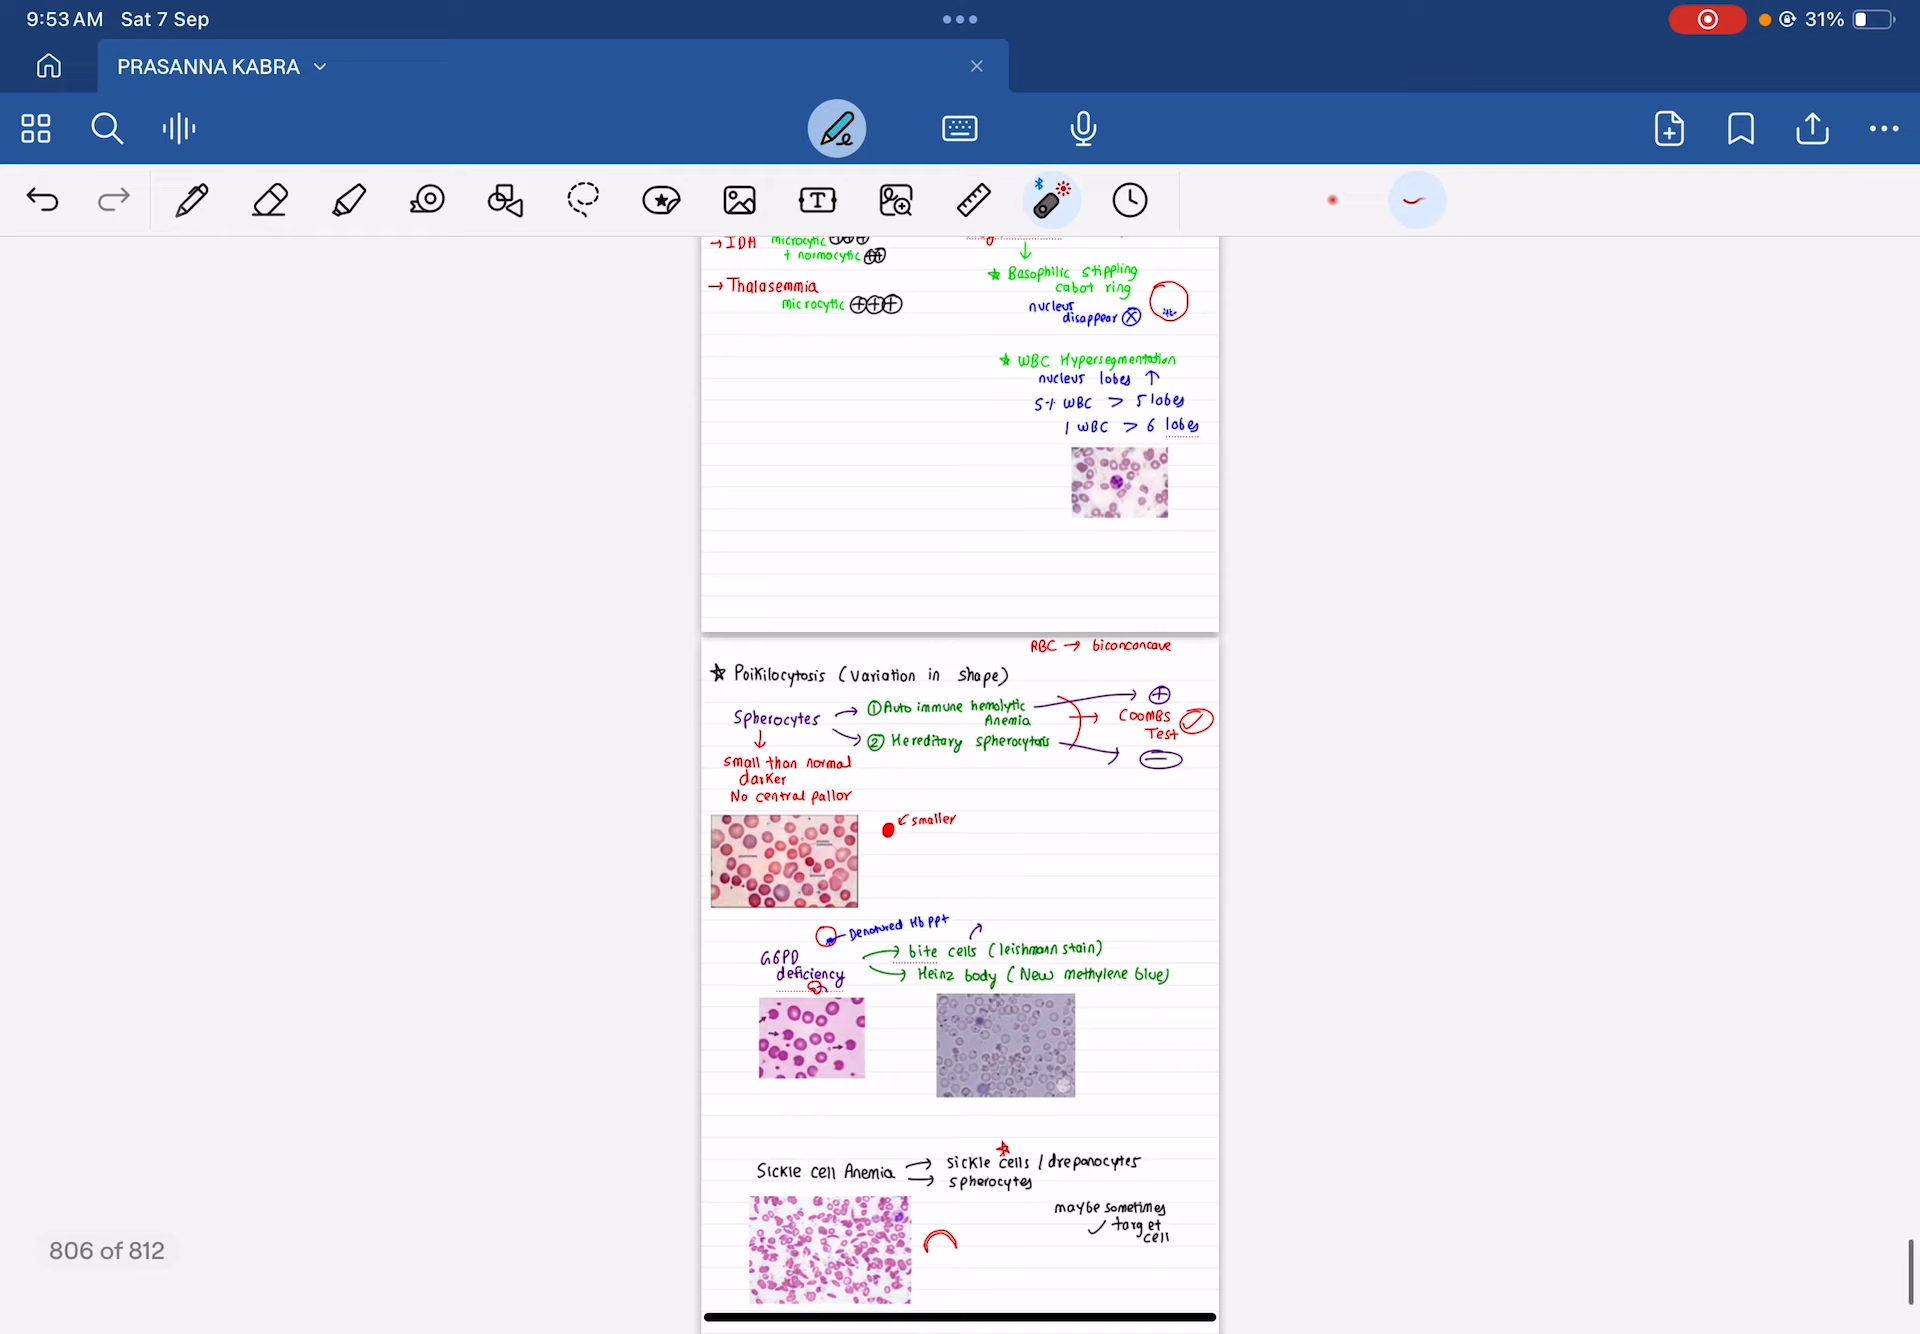 9:53 AM Sat 7 Sep
31%
PRASANNA KABRA
→ IDA microcytic
+ normocytic
→ Thalasemmia
microcytic
★ Basophilic stippling
cabot ring
nucleus
disappear
★ WBC Hypersegmentation
nucleus lobes ↑
5% WBC > 5 lobes
1 WBC > 6 lobes
RBC → biconcave
★ Poikilocytosis (Variation in shape)
Spherocytes → ① Auto immune hemolytic
Anemia
→ ② Hereditary spherocytosis
→ COOMBS
Test
small than normal
darker
No central pallor
smaller
Denatured Hb ppt
G6PD
deficiency
→ bite cells (leishmann stain)
→ Heinz body (New methylene blue)
Sickle cell Anemia → sickle cells / drepanocytes
→ spherocytes
maybe sometimes
target
cell
806 of 812